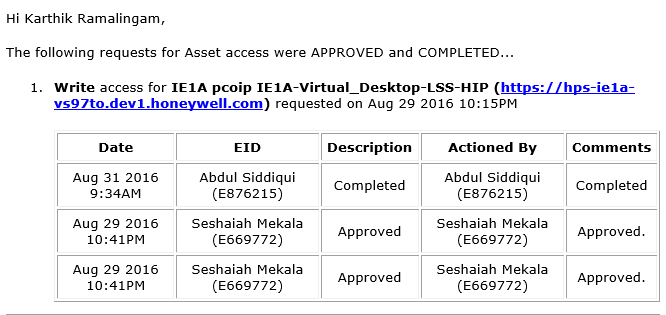 Hi Karthik Ramalingam,
The following requests for Asset access were APPROVED and COMPLETED...
1. Write access for IE1A pcoip IE1A-Virtual_Desktop-LSS-HIP (https://hps-ie1a-
vs97to.dev1.honeywell.com) requested on Aug 29 2016 10:15PM
Date EID Description Actioned By Comments
Aug 31 2016 Abdul Siddiqui Completed Abdul Siddiqui Completed
9:34AM (E876215) (E876215)
Aug 29 2016 Seshaiah Mekala Approved Seshaiah Mekala Approved.
10:41PM (E669772) (E669772)
Aug 29 2016 Seshaiah Mekala Approved Seshaiah Mekala Approved.
10:41PM (E669772) (E669772)